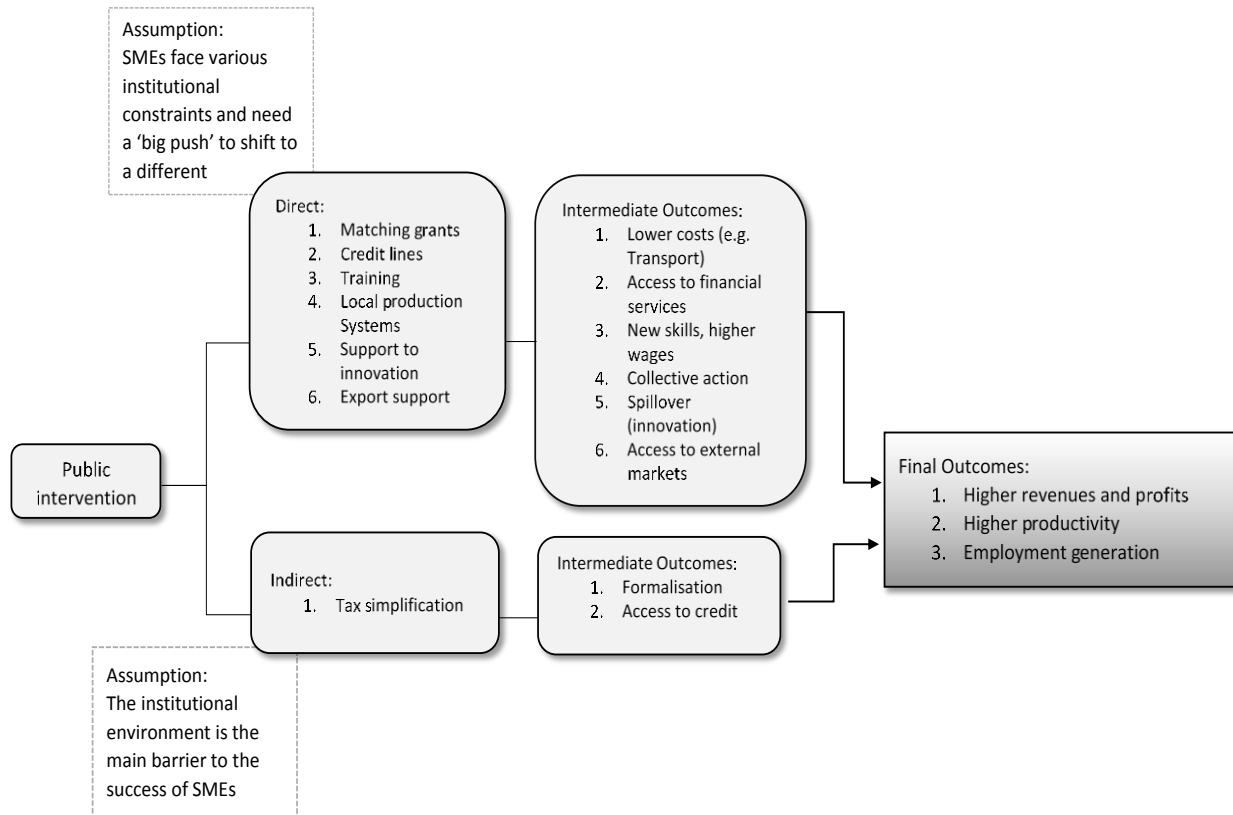 Assumption:
SMEs face various
institutional
constraints and need
a ‘big push’ to shift to
a different
Direct:
1. Matching grants
2. Credit lines
3. Training
4. Local production
Systems
5. Support to
innovation
6. Export support
Intermediate Outcomes:
1. Lower costs (e.g.
Transport)
2. Access to financial
services
3. New skills, higher
wages
4. Collective action
5. Spillover
(innovation)
6. Access to external
markets
Public
intervention
Final Outcomes:
1. Higher revenues and profits
2. Higher productivity
3. Employment generation
Indirect:
1. Tax simplification
Intermediate Outcomes:
1. Formalisation
2. Access to credit
Assumption:
The institutional
environment is the
main barrier to the
success of SMEs